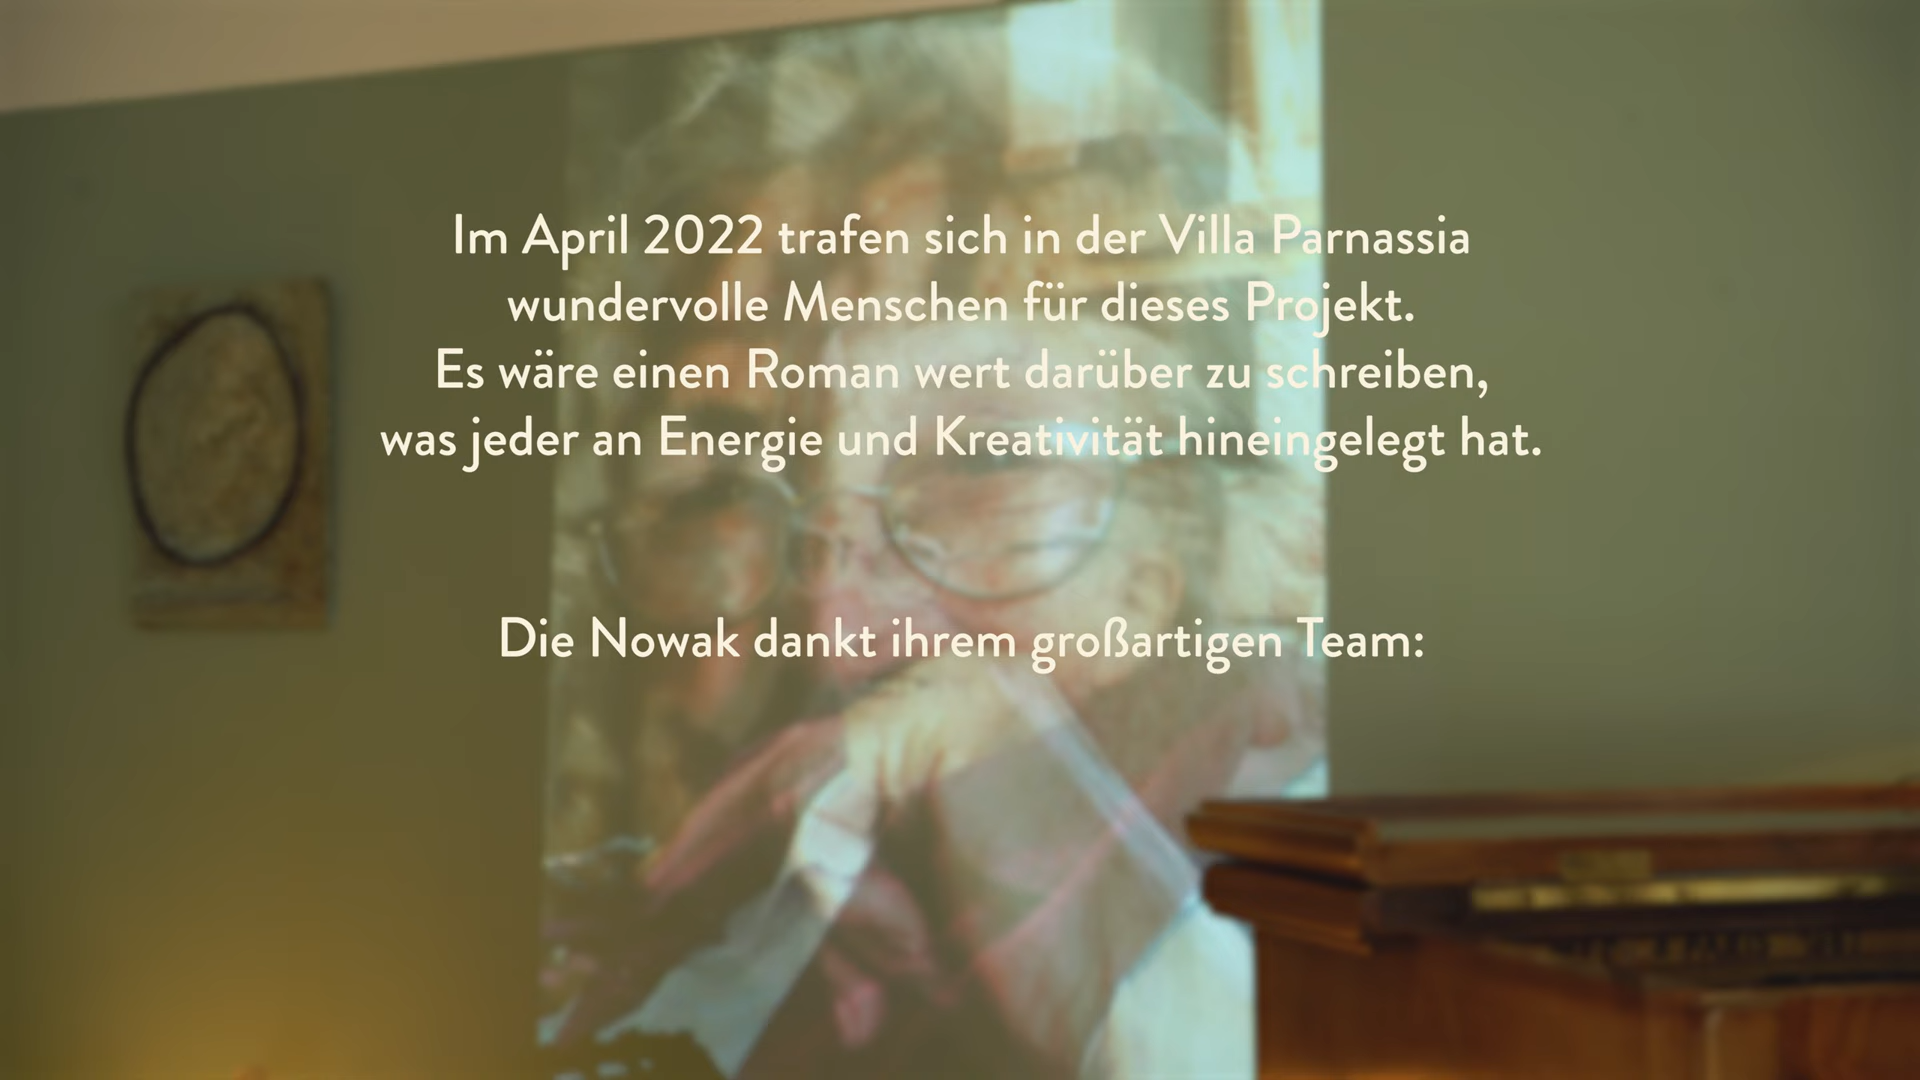 Im April 2022 trafen sich in der Villa Parnassia
wundervolle Menschen für dieses Projekt.
Es wäre einen Roman wert darüber zu schreiben,
was jeder an Energie und Kreativität hineingelegt hat.
Die Nowak dankt ihrem großartigen Team: